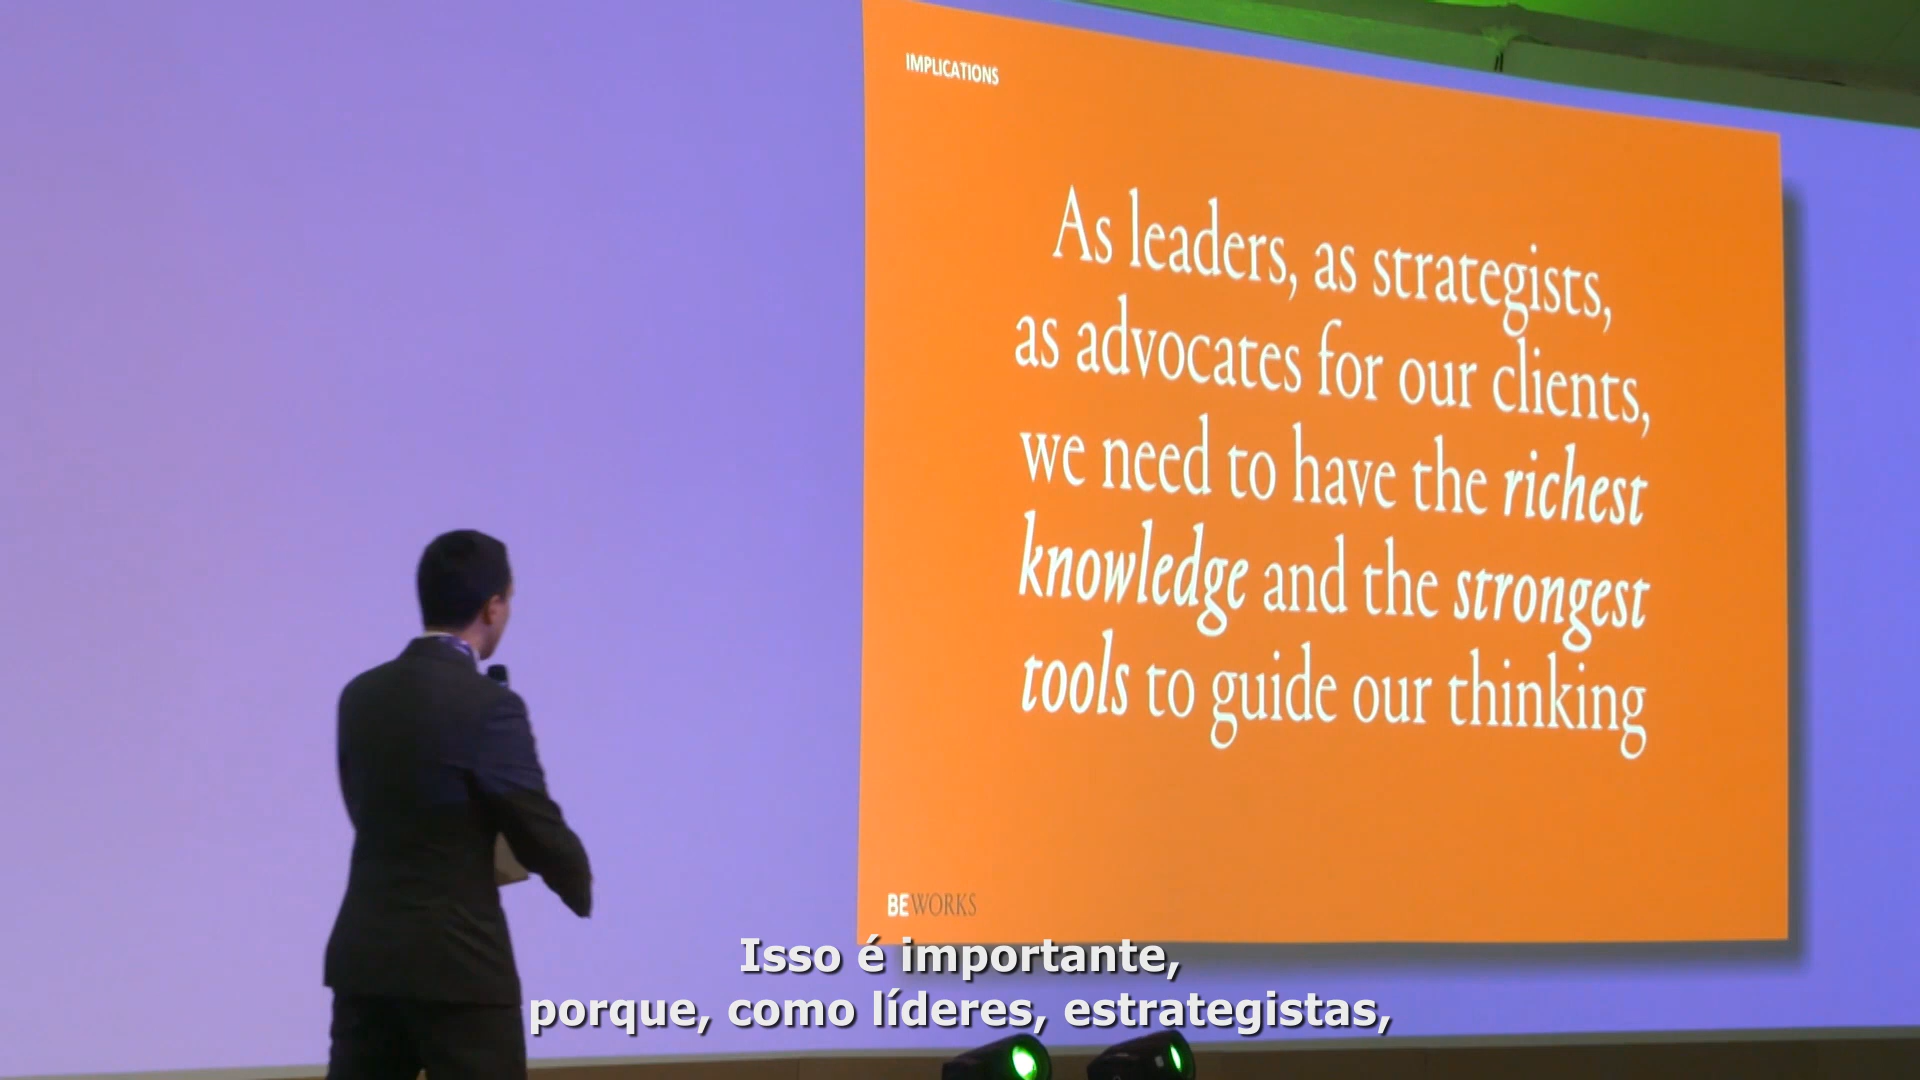 IMPLICATIONS
As leaders, as strategists,
as advocates for our clients,
we need to have the richest
knowledge and the strongest
tools to guide our thinking
BEWORKS
Isso é importante,
porque, como líderes, estrategistas,